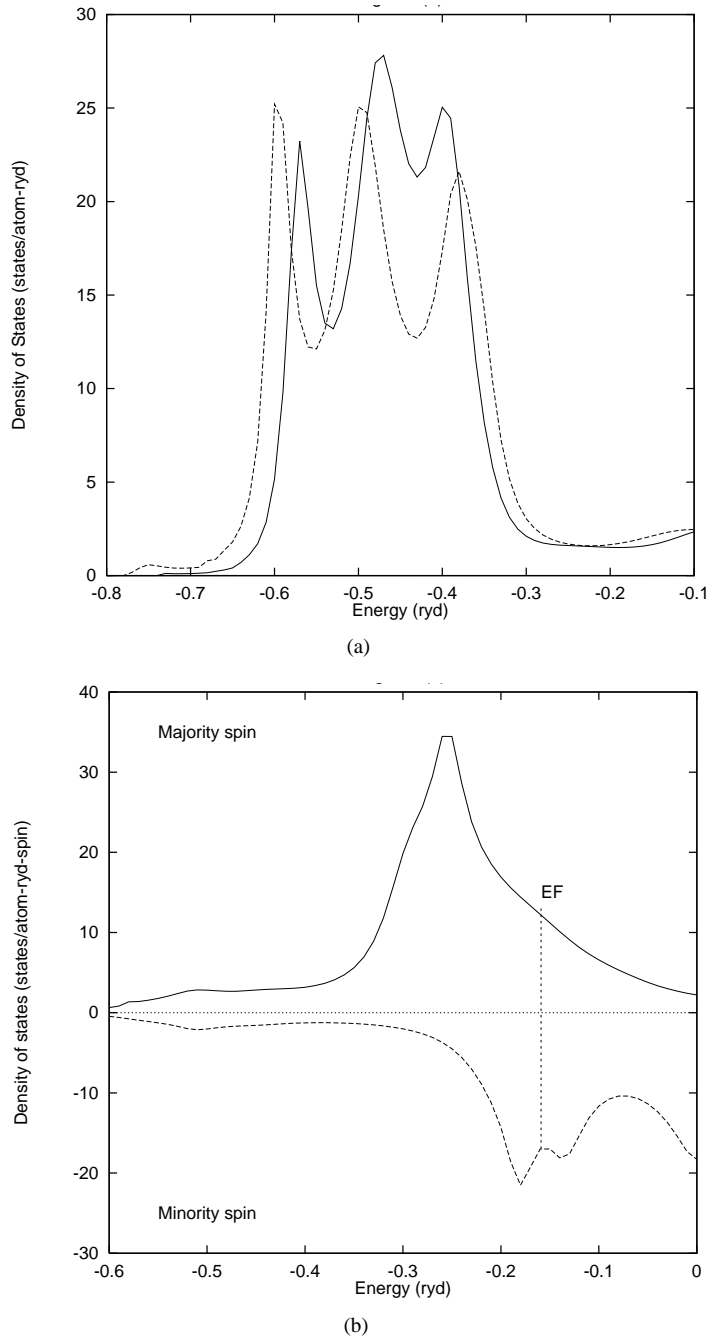 30
25
20
15
10
5
0
Density of States (states/atom-ryd)
-0.8 -0.7 -0.6 -0.5 -0.4 -0.3 -0.2 -0.1
Energy (ryd)
(a)
40
30
20
10
0
-10
-20
-30
Density of states (states/atom-ryd-spin)
Majority spin
EF
Minority spin
-0.6 -0.5 -0.4 -0.3 -0.2 -0.1 0
Energy (ryd)
(b)